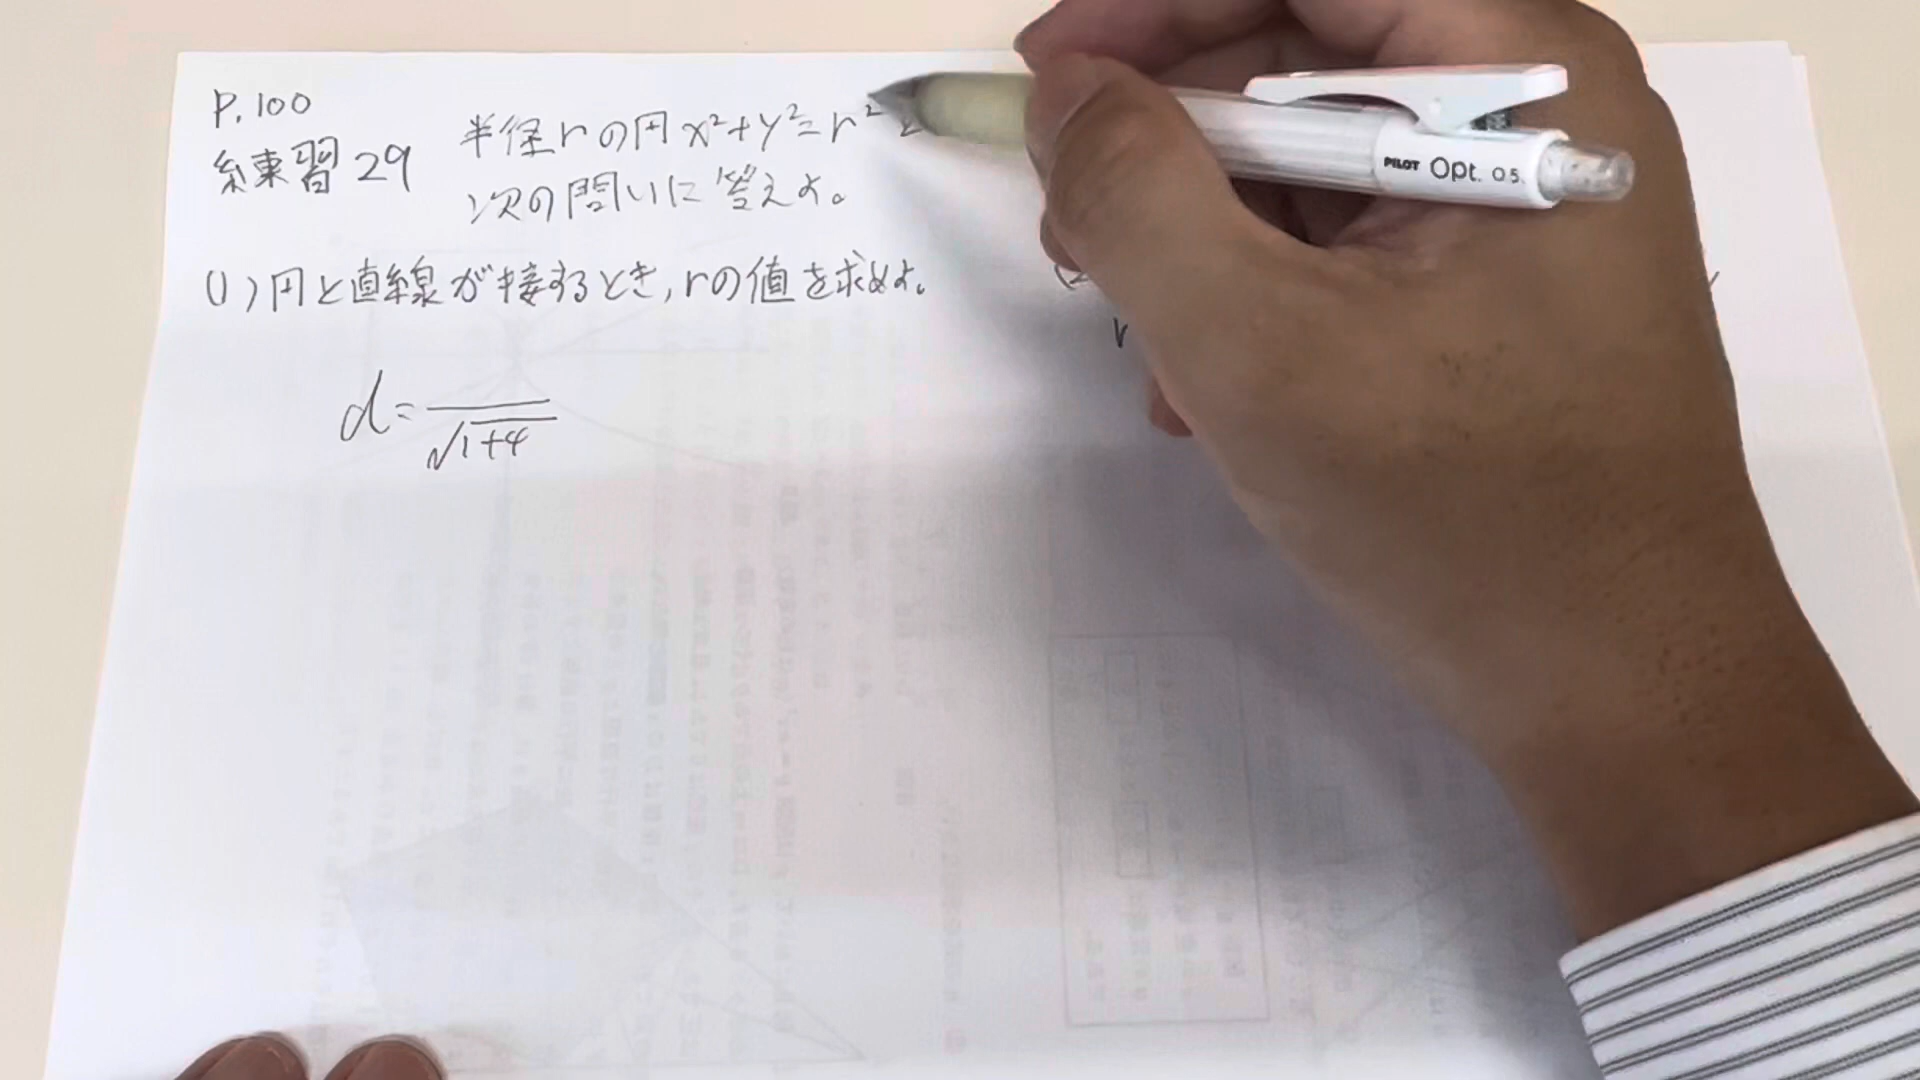 P.100
練習29
半径rの円x²+y²=r²と
次の問いに答えよ。
(1)円と直線が接するとき,rの値を求めよ。
(2
r
d=
√1+4
PILOT Opt. 05